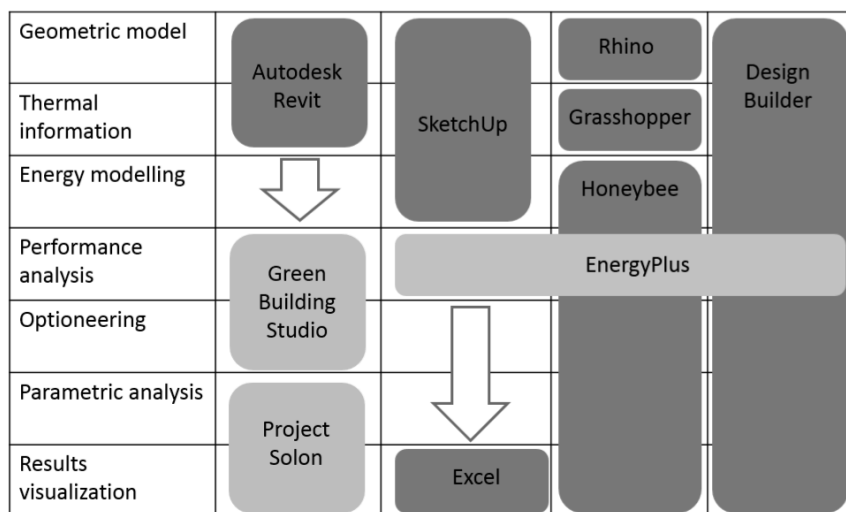 Geometric model
Thermal
information
Energy modelling
Performance
analysis
Optioneering
Parametric analysis
Results
visualization
Autodesk
Revit
Green
Building
Studio
Project
Solon
SketchUp
Excel
Rhino
Grasshopper
Honeybee
EnergyPlus
Design
Builder